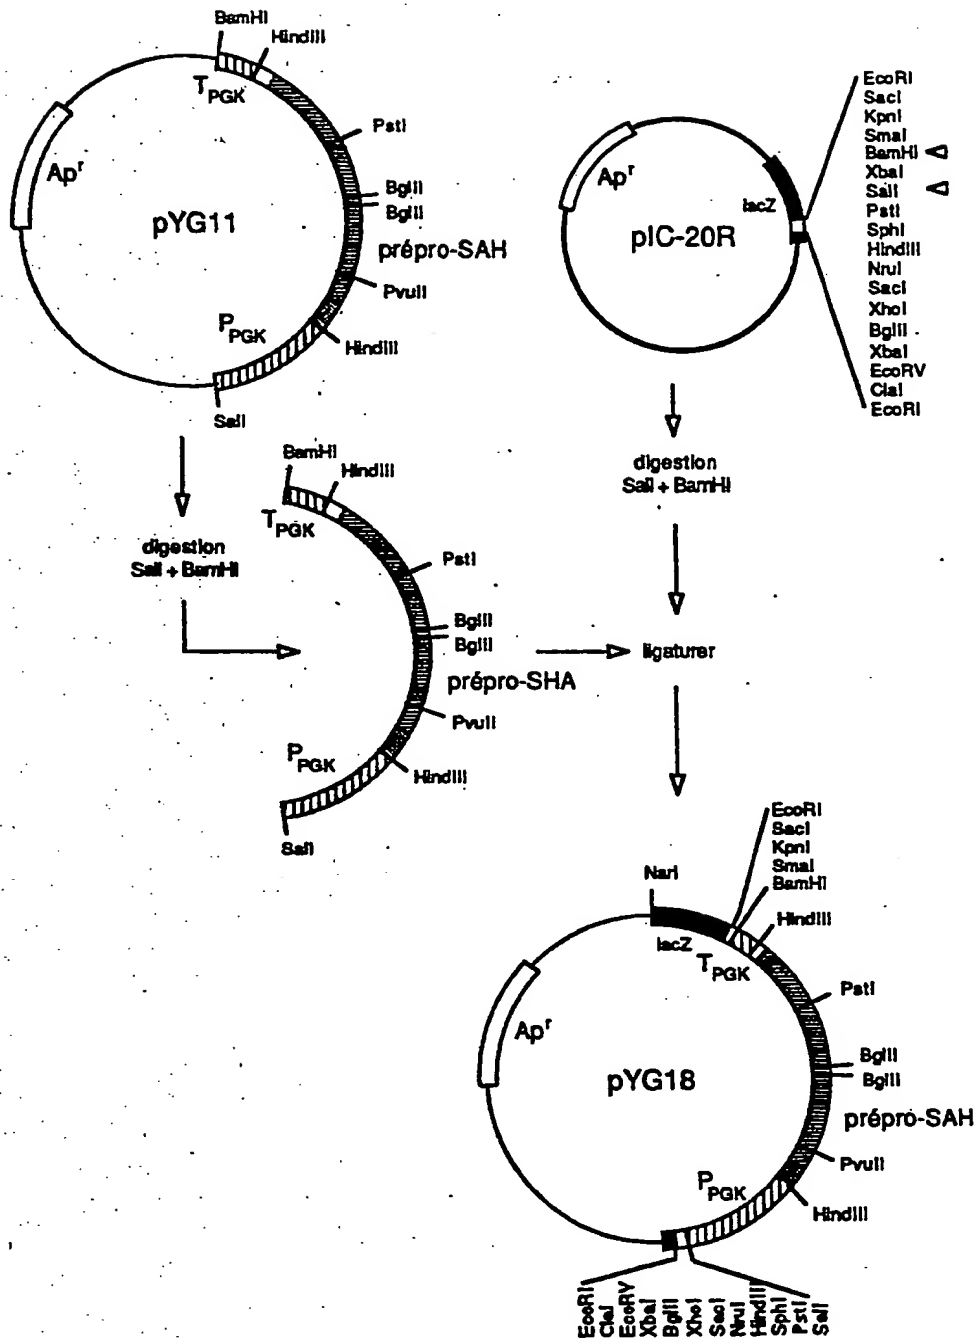 BamHI
HindIII
TPGK
PstI
Apr
BglII
BglII
pYG11
prépro-SAH
PvuII
PPGK
HindIII
SalI
EcoRI
SacI
KpnI
SmaI
BamHI
XbaI
SalI
PstI
SphI
HindIII
NruI
SacI
XhoI
BglII
XbaI
EcoRV
ClaI
EcoRI
Apr
lacZ
pIC-20R
digestion
SalI + BamHI
digestion
SalI + BamHI
BamHI
HindIII
TPGK
PstI
BglII
BglII
prépro-SHA
PvuII
PPGK
HindIII
SalI
ligaturer
EcoRI
SacI
KpnI
SmaI
BamHI
NarI
HindIII
lacZ
TPGK
PstI
Apr
BglII
BglII
pYG18
prépro-SAH
PvuII
PPGK
HindIII
EcoRI
ClaI
EcoRV
XbaI
BglII
XhoI
SacI
NruI
HindIII
SphI
PstI
SalI